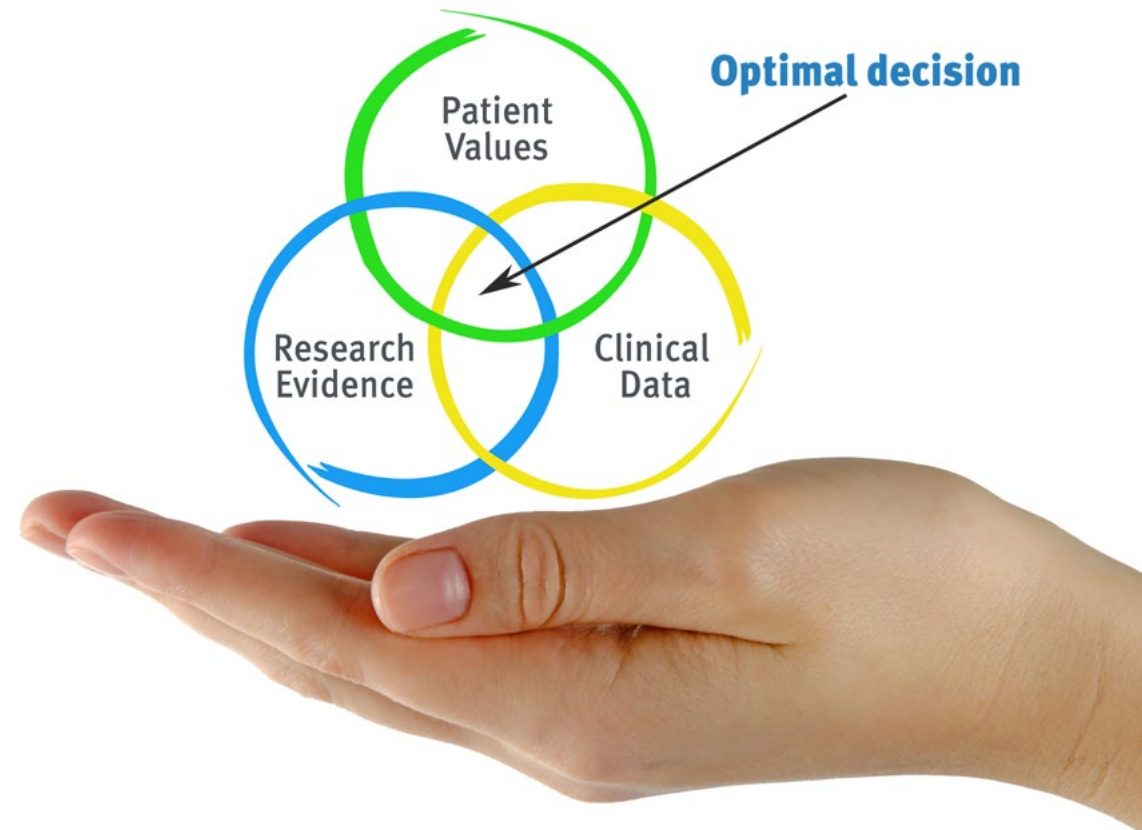 Optimal decision
Patient
Values
Research
Evidence
Clinical
Data